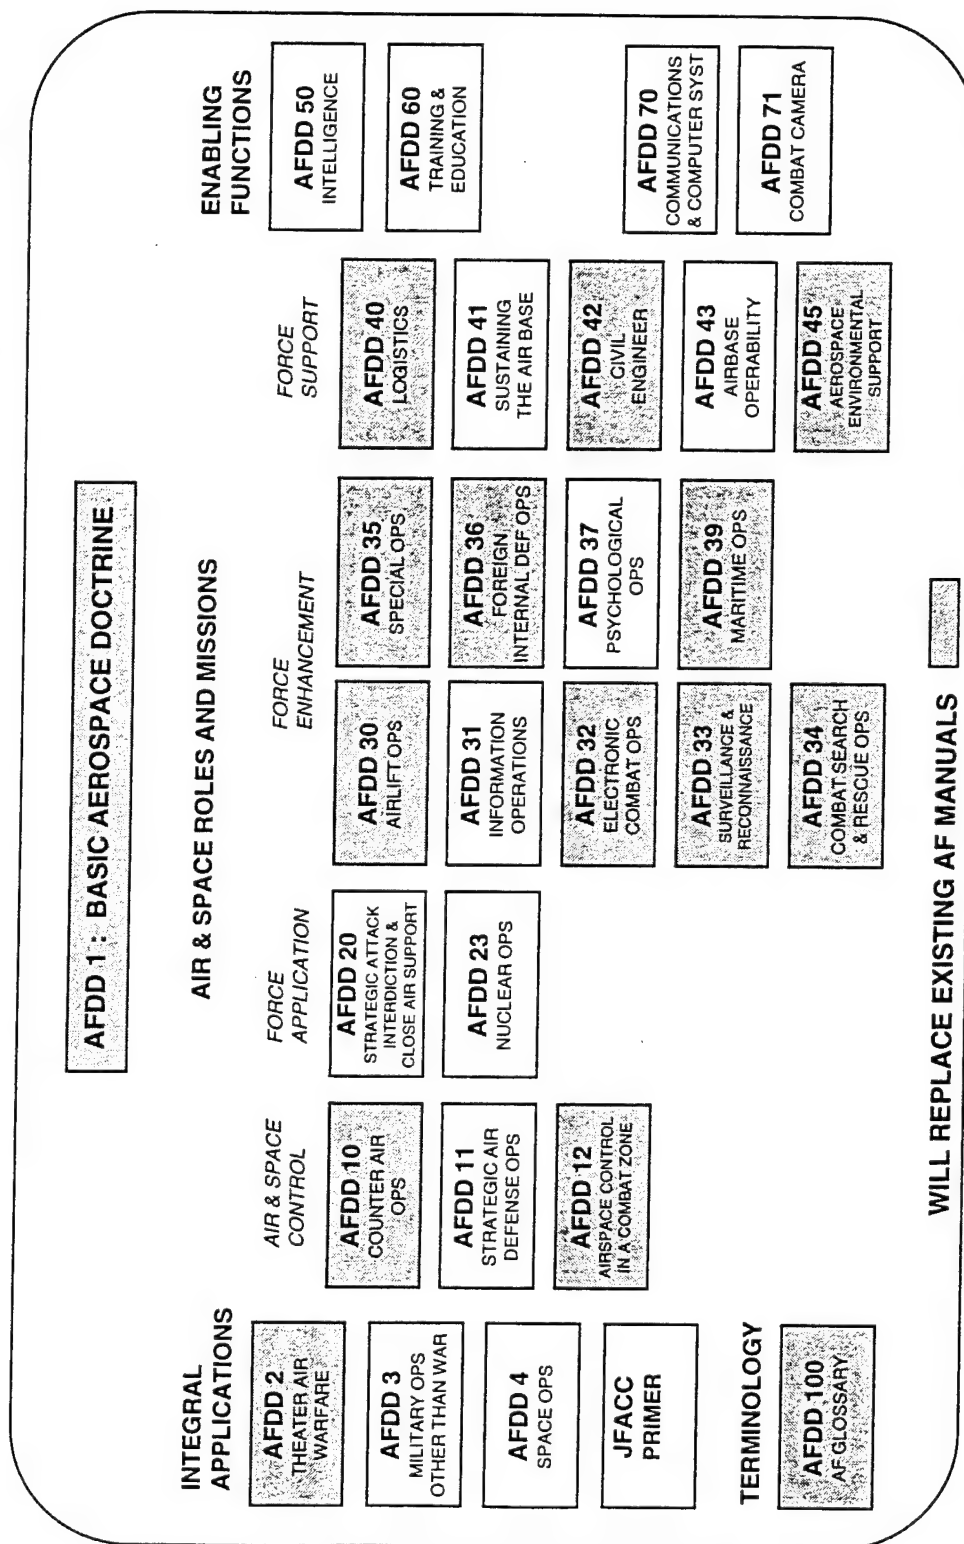 AFDD 1 : BASIC AEROSPACE DOCTRINE
INTEGRAL
APPLICATIONS
AFDD 2
THEATER AIR
WARFARE
AFDD 3
MILITARY OPS
OTHER THAN WAR
AFDD 4
SPACE OPS
JFACC
PRIMER
TERMINOLOGY
AFDD 100
AF GLOSSARY
AIR & SPACE ROLES AND MISSIONS
AIR & SPACE
CONTROL
AFDD 10
COUNTER AIR
OPS
AFDD 11
STRATEGIC AIR
DEFENSE OPS
AFDD 12
AIRSPACE CONTROL
IN A COMBAT ZONE
FORCE
APPLICATION
AFDD 20
STRATEGIC ATTACK
INTERDICTION &
CLOSE AIR SUPPORT
AFDD 23
NUCLEAR OPS
FORCE
ENHANCEMENT
AFDD 30
AIRLIFT OPS
AFDD 31
INFORMATION
OPERATIONS
AFDD 32
ELECTRONIC
COMBAT OPS
AFDD 33
SURVEILLANCE &
RECONNAISSANCE
AFDD 34
COMBAT SEARCH
& RESCUE OPS
AFDD 35
SPECIAL OPS
AFDD 36
FOREIGN
INTERNAL DEF OPS
AFDD 37
PSYCHOLOGICAL
OPS
AFDD 39
MARITIME OPS
FORCE
SUPPORT
AFDD 40
LOGISTICS
AFDD 41
SUSTAINING
THE AIR BASE
AFDD 42
CIVIL
ENGINEER
AFDD 43
AIRBASE
OPERABILITY
AFDD 45
AEROSPACE
ENVIRONMENTAL
SUPPORT
ENABLING
FUNCTIONS
AFDD 50
INTELLIGENCE
AFDD 60
TRAINING &
EDUCATION
AFDD 70
COMMUNICATIONS
& COMPUTER SYST
AFDD 71
COMBAT CAMERA
WILL REPLACE EXISTING AF MANUALS